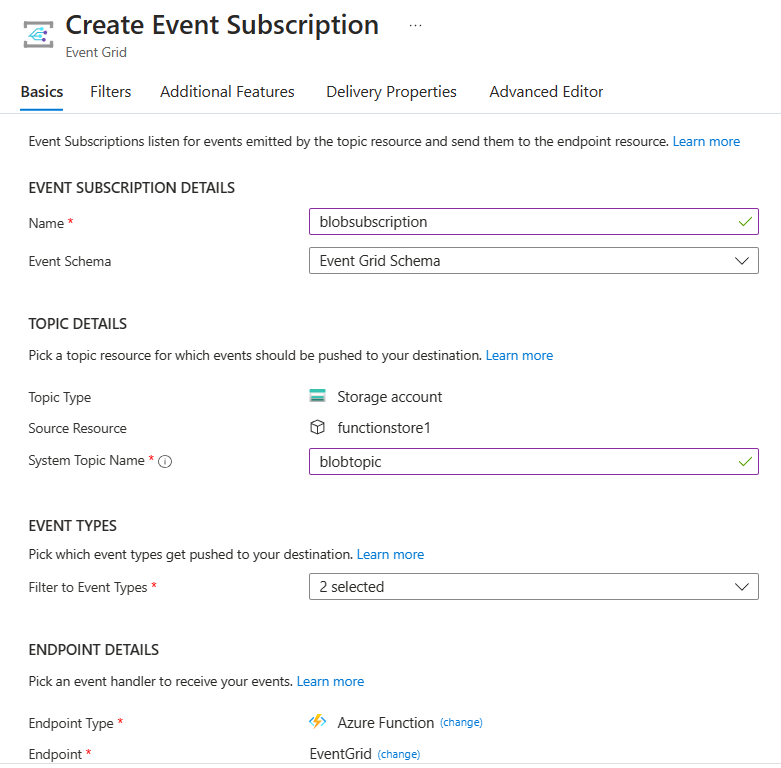 Create Event Subscription ...
Event Grid
Basics Filters Additional Features Delivery Properties Advanced Editor
Event Subscriptions listen for events emitted by the topic resource and send them to the endpoint resource. Learn more
EVENT SUBSCRIPTION DETAILS
Name * blobsubscription
Event Schema Event Grid Schema
TOPIC DETAILS
Pick a topic resource for which events should be pushed to your destination. Learn more
Topic Type Storage account
Source Resource functionstore1
System Topic Name * blobtopic
EVENT TYPES
Pick which event types get pushed to your destination. Learn more
Filter to Event Types * 2 selected
ENDPOINT DETAILS
Pick an event handler to receive your events. Learn more
Endpoint Type * Azure Function (change)
Endpoint * EventGrid (change)